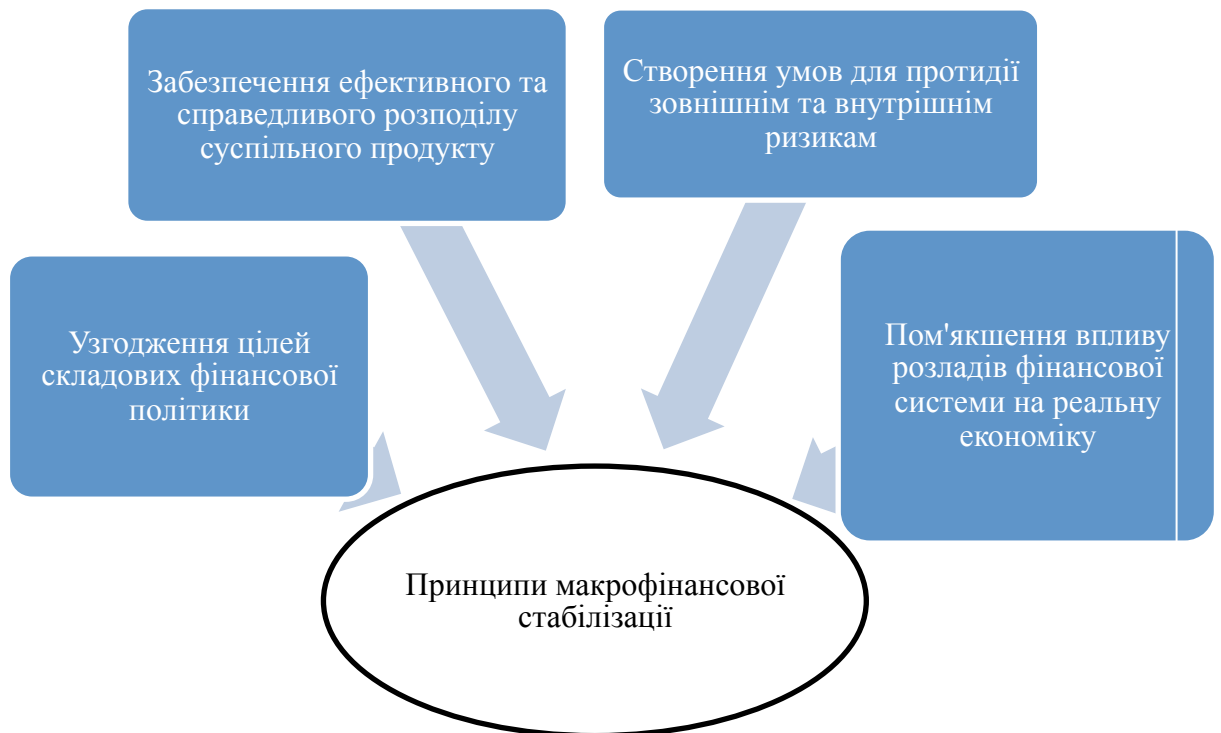 Забезпечення ефективного та
справедливого розподілу
суспільного продукту
Створення умов для протидії
зовнішнім та внутрішнім
ризикам
Узгодження цілей
складових фінансової
політики
Пом'якшення впливу
розладів фінансової
системи на реальну
економіку
Принципи макрофінансової
стабілізації